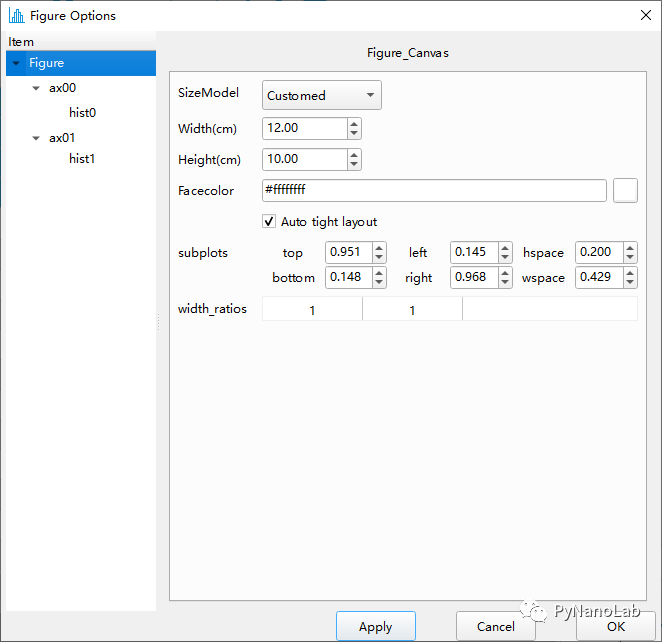 Figure Options
Item
Figure
ax00
hist0
ax01
hist1
Figure_Canvas
SizeModel Customed
Width(cm) 12.00
Height(cm) 10.00
Facecolor #ffffffff
Auto tight layout
subplots top 0.951 left 0.145 hspace 0.200
bottom 0.148 right 0.968 wspace 0.429
width_ratios 1 1
PyNanoLab
Apply Cancel OK